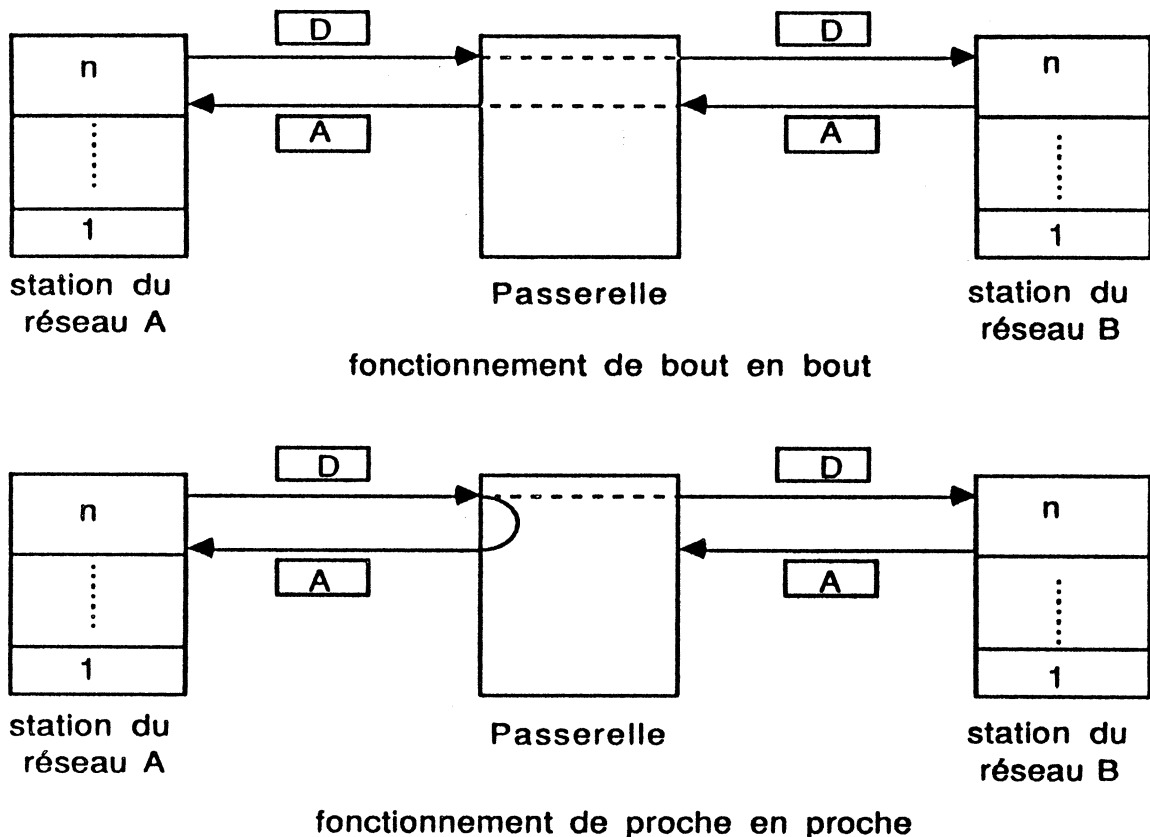 D
D
n
n
A
A
1
1
station du
réseau A
Passerelle
station du
réseau B
fonctionnement de bout en bout
D
D
n
n
A
A
1
1
station du
réseau A
Passerelle
station du
réseau B
fonctionnement de proche en proche